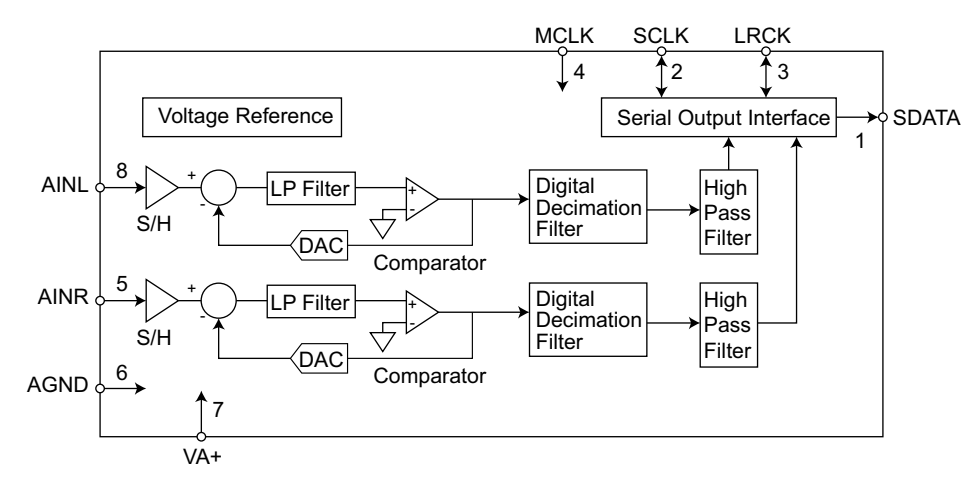 MCLK SCLK LRCK
4 2 3
Voltage Reference
Serial Output Interface
1
SDATA
AINL
8
S/H
+
-
LP Filter
+
-
DAC
Comparator
Digital
Decimation
Filter
High
Pass
Filter
AINR
5
S/H
+
-
LP Filter
+
-
DAC
Comparator
Digital
Decimation
Filter
High
Pass
Filter
AGND
6
7
VA+